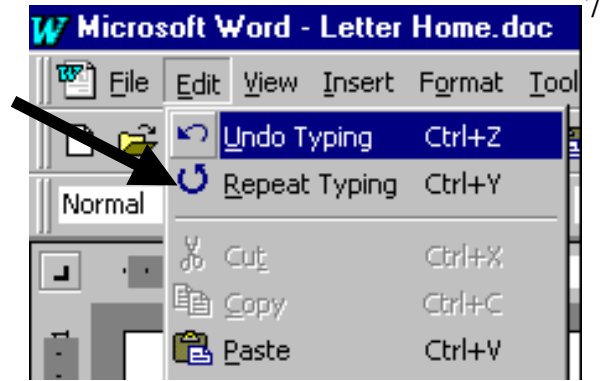 Microsoft Word - Letter Home.doc
File Edit View Insert Format Tool
Undo Typing Ctrl+Z
Normal Repeat Typing Ctrl+Y
Cut Ctrl+X
Copy Ctrl+C
Paste Ctrl+V